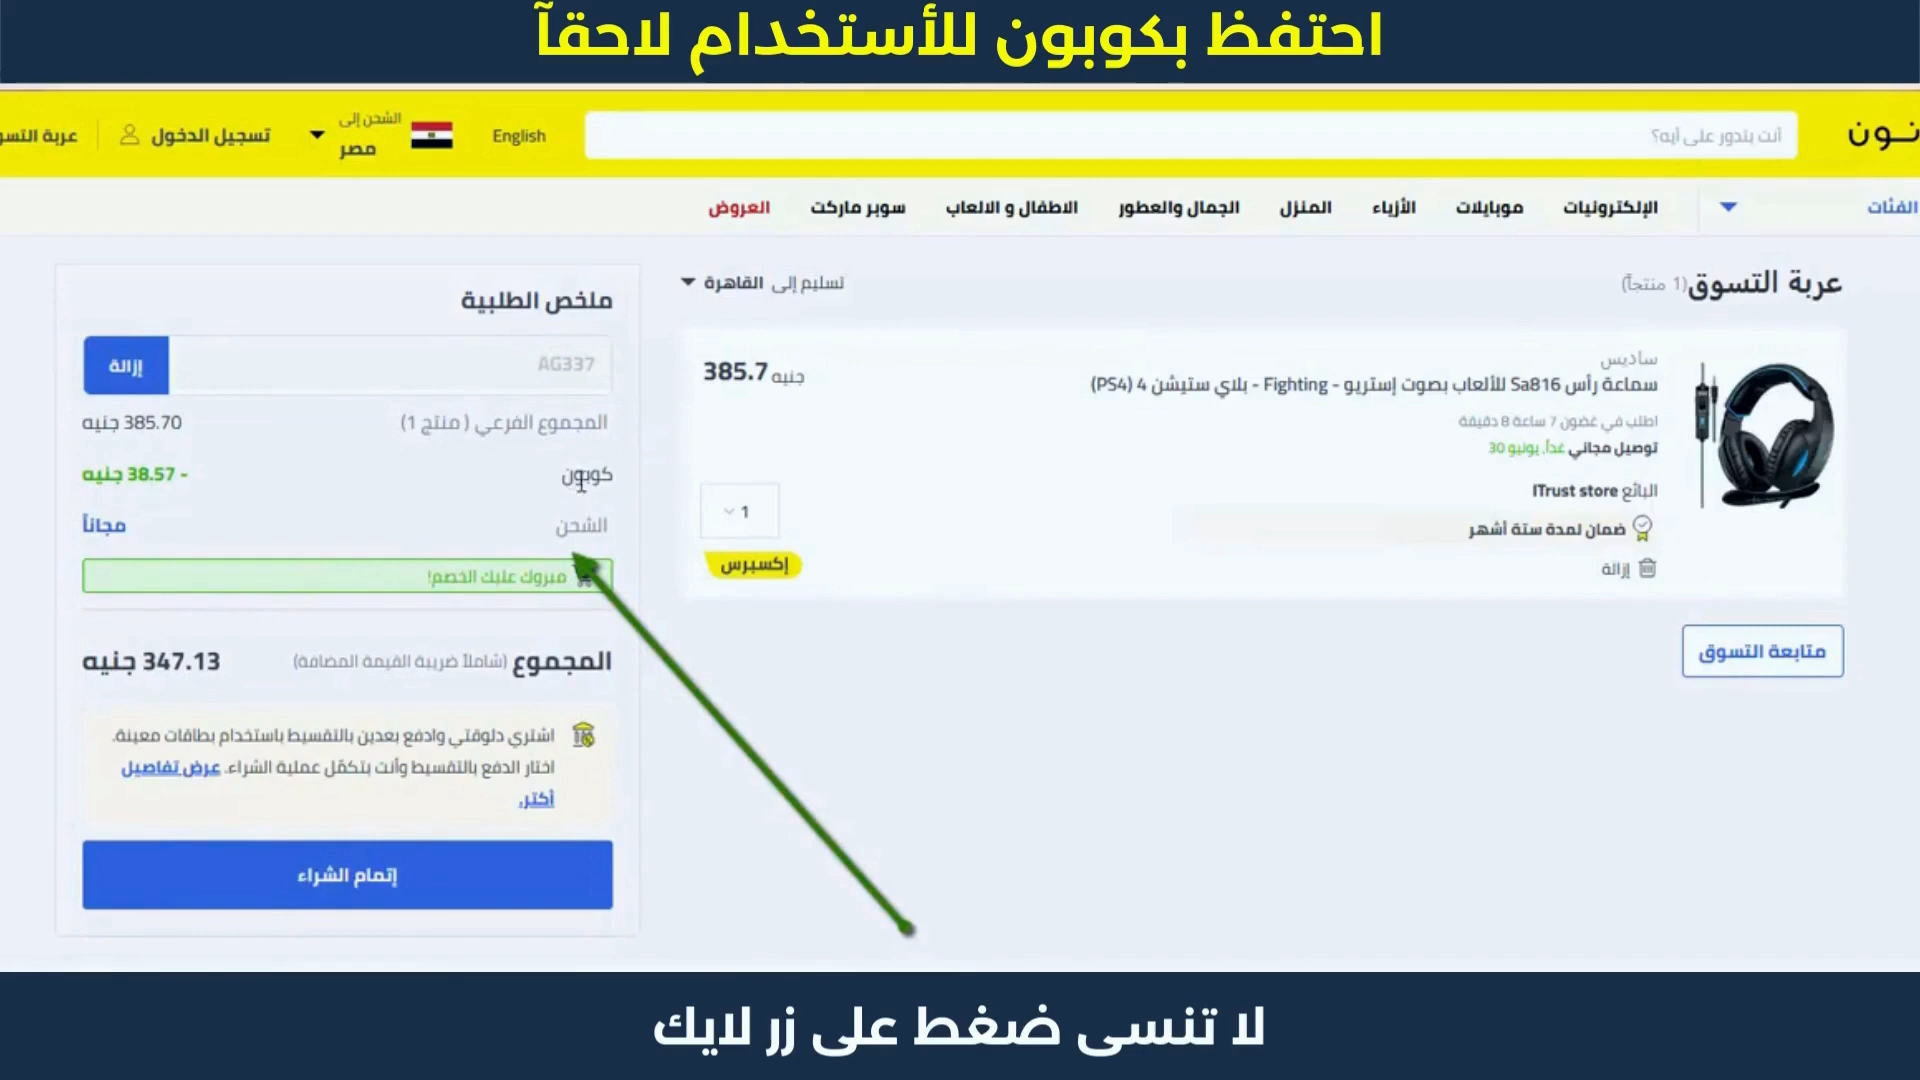 احتفظ بكوبون للأستخدام لاحقآ
نـون
أنت بتدور على أيه؟
English
الشحن إلى
مصر
تسجيل الدخول
عربة التسو
الفئات
الإلكترونيات
موبايلات
الأزياء
المنزل
الجمال والعطور
الاطفال و الالعاب
سوبر ماركت
العروض
عربة التسوق (1 منتجاً)
تسليم إلى القاهرة
ساديس
سماعة رأس Sa816 للألعاب بصوت إستريو - Fighting - بلاي ستيشن 4 (PS4)
جنيه 385.7
اطلب في غضون 7 ساعة 8 دقيقة
توصيل مجاني غداً, يونيو 30
البائع ITrust store
ضمان لمدة ستة أشهر
إزالة
1
إكسبرس
متابعة التسوق
ملخص الطلبية
AG337
إزالة
المجموع الفرعي ( منتج 1)
385.70 جنيه
كوبون
- 38.57 جنيه
الشحن
مجاناً
مبروك عليك الخصم!
المجموع (شاملاً ضريبة القيمة المضافة)
347.13 جنيه
اشتري دلوقتي وادفع بعدين بالتقسيط باستخدام بطاقات معينة.
اختار الدفع بالتقسيط وأنت بتكمّل عملية الشراء. عرض تفاصيل
أكتر.
إتمام الشراء
لا تنسى ضغط على زر لايك